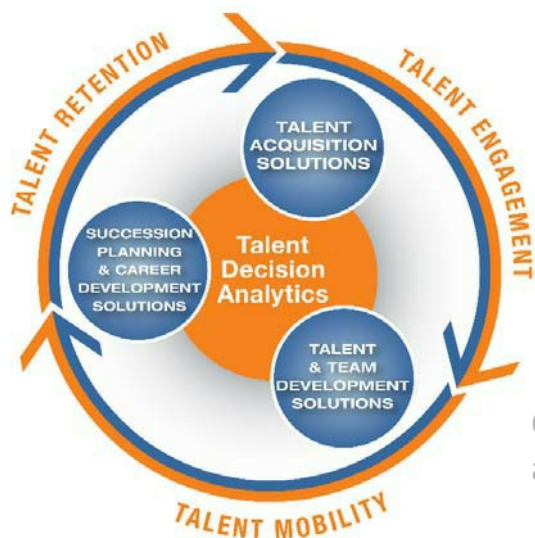 TALENT RETENTION
TALENT ENGAGEMENT
TALENT
ACQUISITION
SOLUTIONS
SUCCESSION
PLANNING
& CAREER
DEVELOPMENT
SOLUTIONS
Talent
Decision
Analytics
TALENT
& TEAM
DEVELOPMENT
SOLUTIONS
TALENT MOBILITY